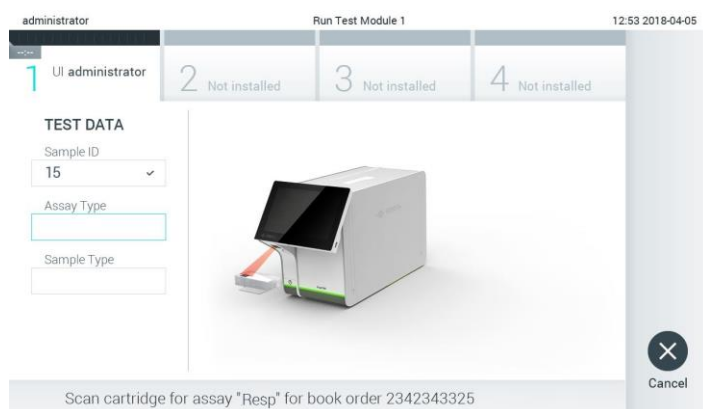 administrator
Run Test Module 1
12:53 2018-04-05
--:--
1 UI administrator
2 Not installed
3 Not installed
4 Not installed
TEST DATA
Sample ID
15
Assay Type
Sample Type
Cancel
Scan cartridge for assay "Resp" for book order 2342343325